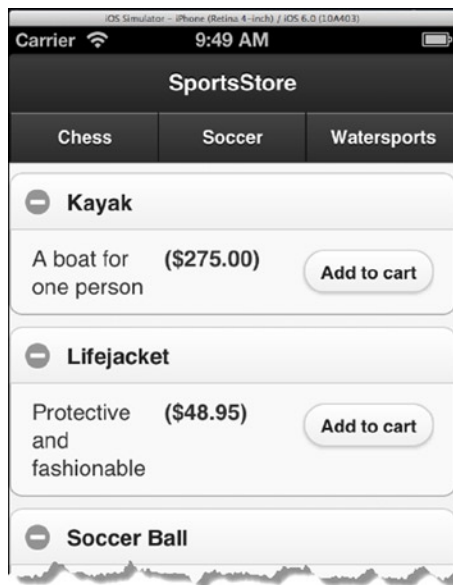 iOS Simulator – iPhone (Retina 4-inch) / iOS 6.0 (10A403)
Carrier 9:49 AM
SportsStore
Chess Soccer Watersports
Kayak
A boat for one person ($275.00) Add to cart
Lifejacket
Protective and fashionable ($48.95) Add to cart
Soccer Ball